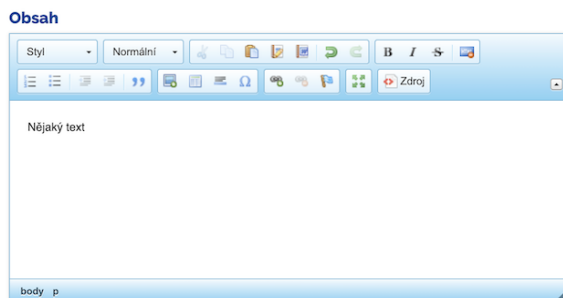 Obsah
Styl Normální B I S
Ω Zdroj
Nějaký text
body p